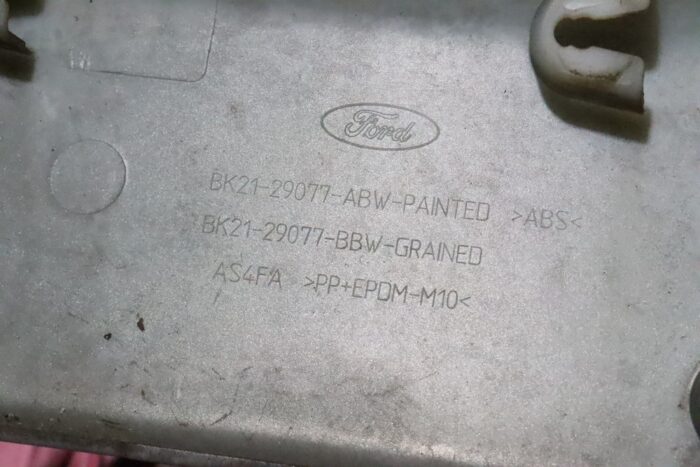 Ford
BK21-29077-ABW-PAINTED >ABS<
BK21-29077-BBW-GRAINED
AS4FA >PP+EPDM-M10<